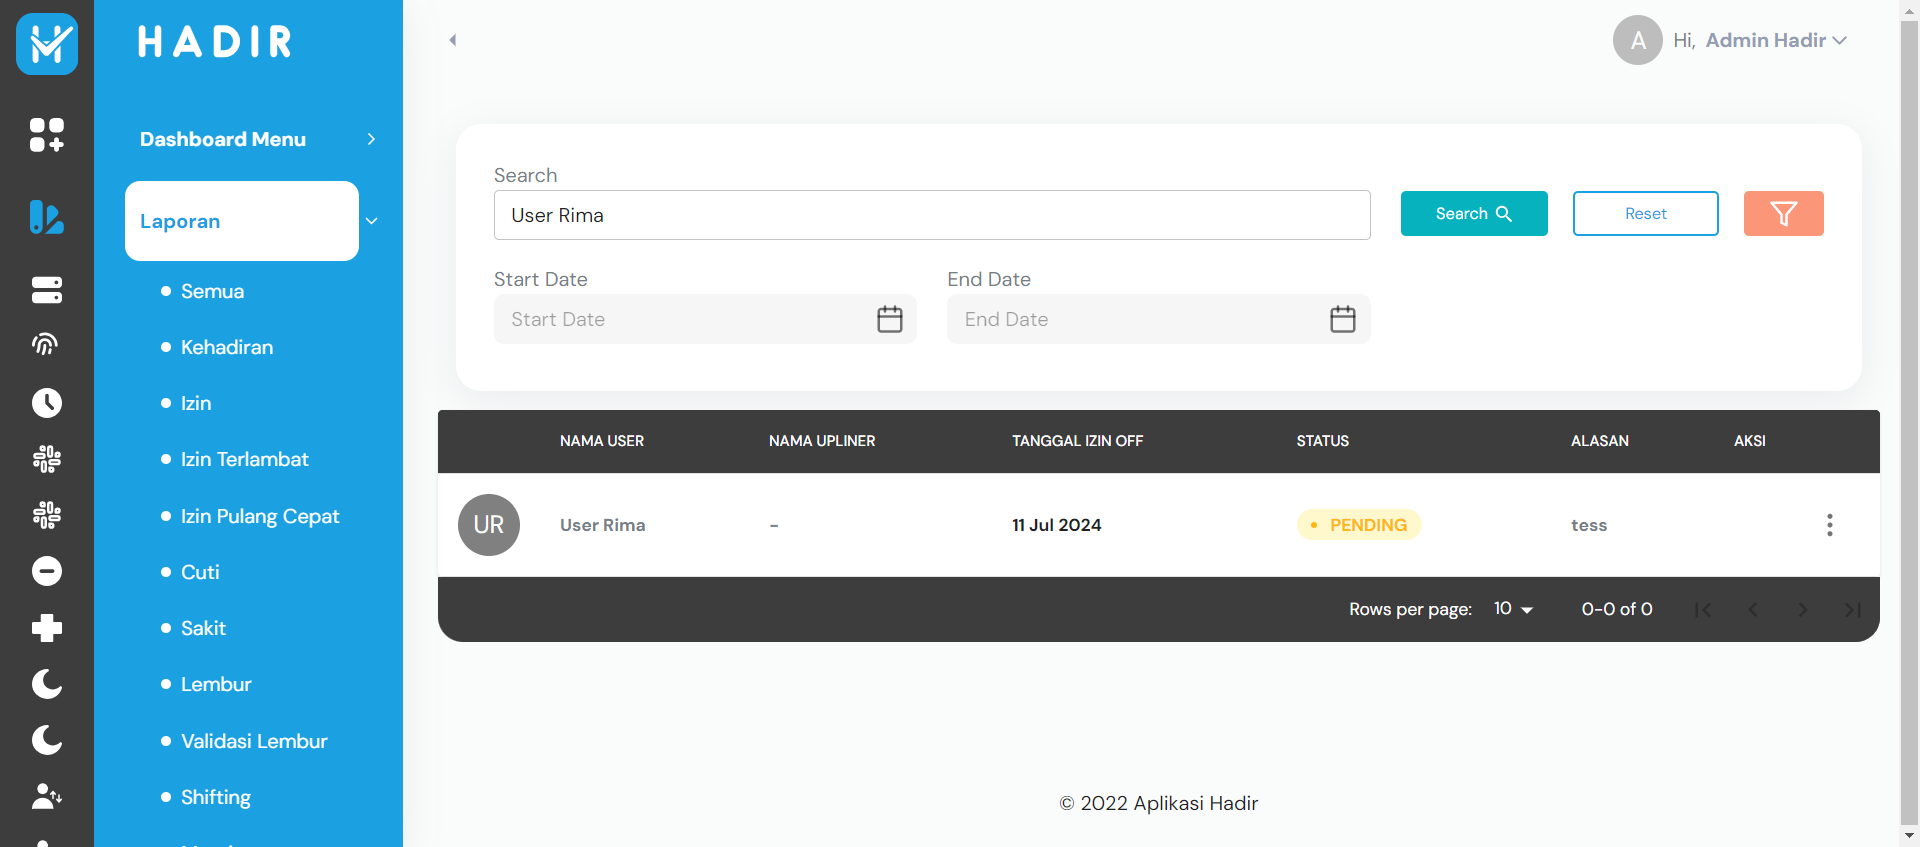 HADIR
Dashboard Menu
Laporan
Semua
Kehadiran
Izin
Izin Terlambat
Izin Pulang Cepat
Cuti
Sakit
Lembur
Validasi Lembur
Shifting
A Hi, Admin Hadir
Search
User Rima
Search
Reset
Start Date
End Date
Start Date
End Date
NAMA USER NAMA UPLINER TANGGAL IZIN OFF STATUS ALASAN AKSI
UR User Rima - 11 Jul 2024 PENDING tess
Rows per page: 10 0-0 of 0
© 2022 Aplikasi Hadir